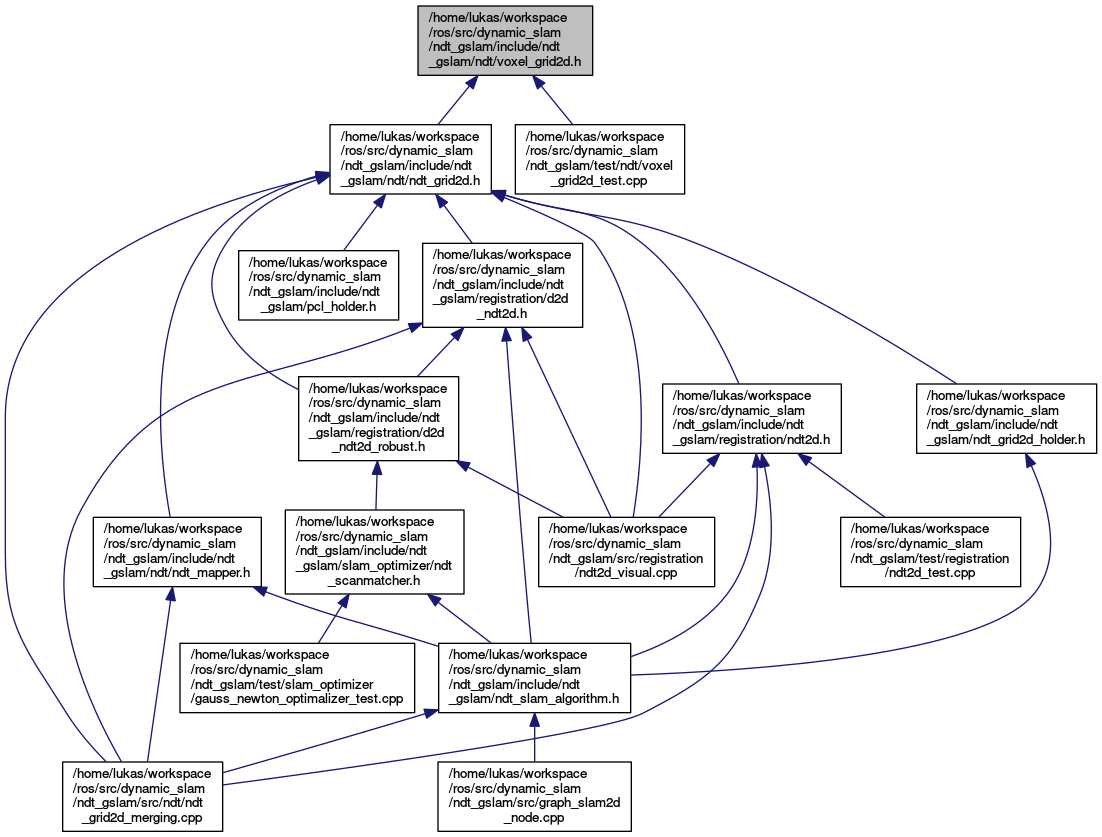 /home/lukas/workspace
/ros/src/dynamic_slam
/ndt_gslam/include/ndt
_gslam/ndt/voxel_grid2d.h
/home/lukas/workspace
/ros/src/dynamic_slam
/ndt_gslam/include/ndt
_gslam/ndt/ndt_grid2d.h
/home/lukas/workspace
/ros/src/dynamic_slam
/ndt_gslam/test/ndt/voxel
_grid2d_test.cpp
/home/lukas/workspace
/ros/src/dynamic_slam
/ndt_gslam/include/ndt
_gslam/pcl_holder.h
/home/lukas/workspace
/ros/src/dynamic_slam
/ndt_gslam/include/ndt
_gslam/registration/d2d
_ndt2d.h
/home/lukas/workspace
/ros/src/dynamic_slam
/ndt_gslam/include/ndt
_gslam/registration/d2d
_ndt2d_robust.h
/home/lukas/workspace
/ros/src/dynamic_slam
/ndt_gslam/include/ndt
_gslam/registration/ndt2d.h
/home/lukas/workspace
/ros/src/dynamic_slam
/ndt_gslam/include/ndt
_gslam/ndt_grid2d_holder.h
/home/lukas/workspace
/ros/src/dynamic_slam
/ndt_gslam/include/ndt
_gslam/ndt/ndt_mapper.h
/home/lukas/workspace
/ros/src/dynamic_slam
/ndt_gslam/include/ndt
_gslam/slam_optimizer/ndt
_scanmatcher.h
/home/lukas/workspace
/ros/src/dynamic_slam
/ndt_gslam/src/registration
/ndt2d_visual.cpp
/home/lukas/workspace
/ros/src/dynamic_slam
/ndt_gslam/test/registration
/ndt2d_test.cpp
/home/lukas/workspace
/ros/src/dynamic_slam
/ndt_gslam/test/slam_optimizer
/gauss_newton_optimalizer_test.cpp
/home/lukas/workspace
/ros/src/dynamic_slam
/ndt_gslam/include/ndt
_gslam/ndt_slam_algorithm.h
/home/lukas/workspace
/ros/src/dynamic_slam
/ndt_gslam/src/ndt/ndt
_grid2d_merging.cpp
/home/lukas/workspace
/ros/src/dynamic_slam
/ndt_gslam/src/graph_slam2d
_node.cpp